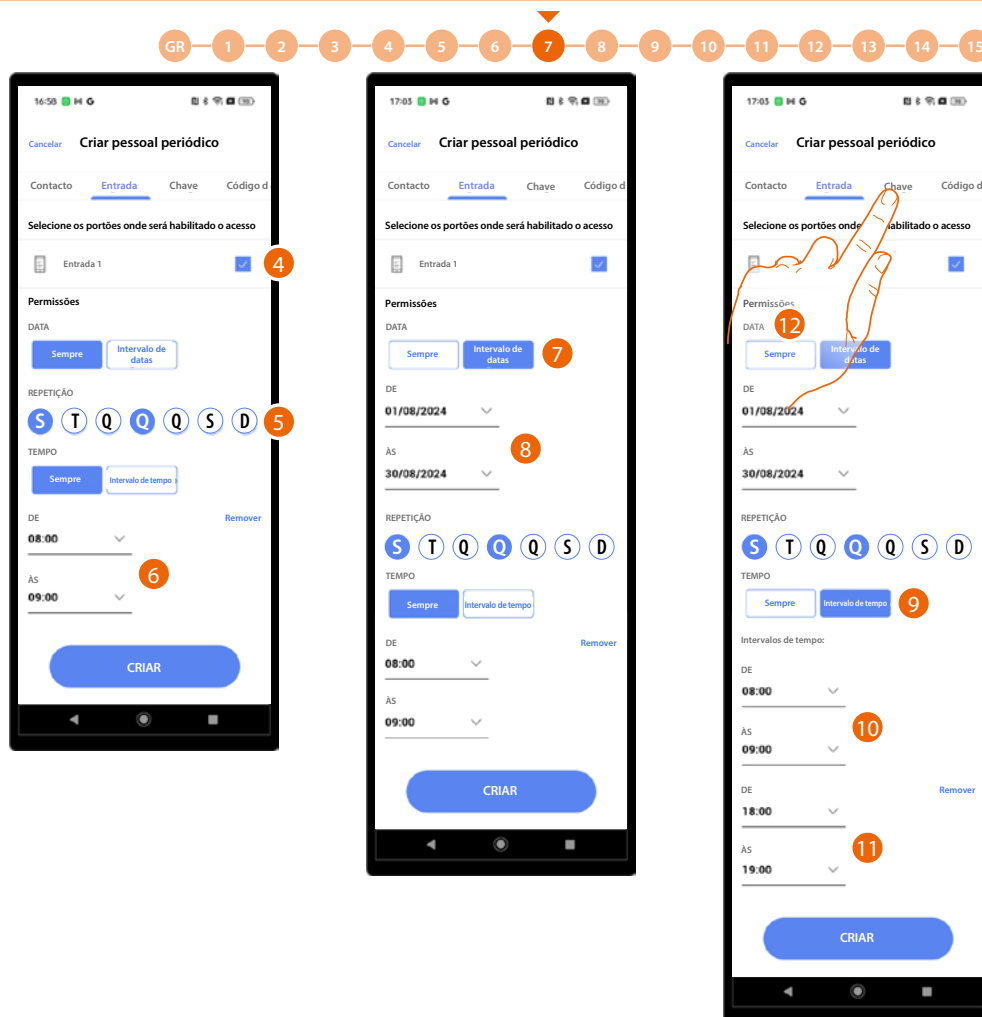 GR 1 2 3 4 5 6 7 8 9 10 11 12 13 14 15
16:58
Cancelar Criar pessoal periódico
Contacto Entrada Chave Código d
Selecione os portões onde será habilitado o acesso
Entrada 1
4
Permissões
DATA
Sempre
Intervalo de
datas
REPETIÇÃO
S T Q Q Q S D
5
TEMPO
Sempre
Intervalo de tempo
DE
Remover
08:00
6
ÀS
09:00
CRIAR
17:03
Cancelar Criar pessoal periódico
Contacto Entrada Chave Código d
Selecione os portões onde será habilitado o acesso
Entrada 1
Permissões
DATA
Sempre
Intervalo de
datas
7
DE
01/08/2024
8
ÀS
30/08/2024
REPETIÇÃO
S T Q Q Q S D
TEMPO
Sempre
Intervalo de tempo
DE
Remover
08:00
ÀS
09:00
CRIAR
17:03
Cancelar Criar pessoal periódico
Contacto Entrada Chave Código d
Selecione os portões onde habilitado o acesso
Permissões
DATA
12
Sempre
Intervalo de
datas
DE
01/08/2024
ÀS
30/08/2024
REPETIÇÃO
S T Q Q Q S D
TEMPO
Sempre
Intervalo de tempo
9
Intervalos de tempo:
DE
08:00
10
ÀS
09:00
DE
Remover
18:00
11
ÀS
19:00
CRIAR